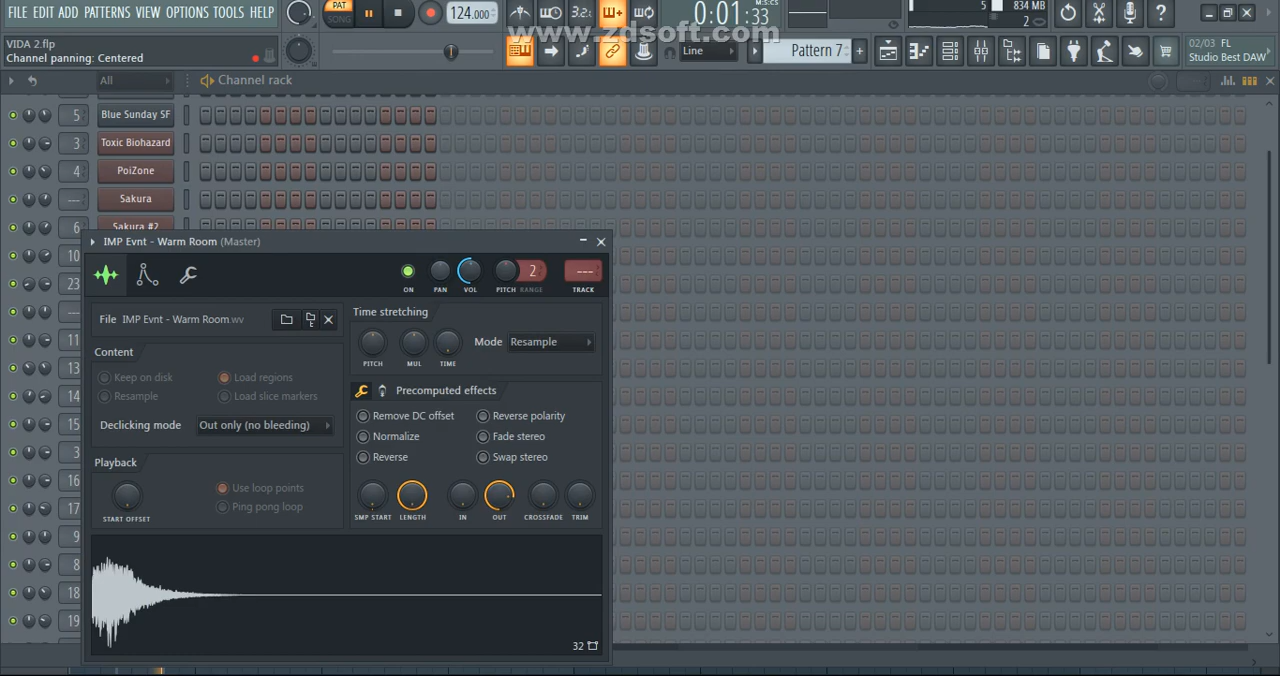 FILE EDIT ADD PATTERNS VIEW OPTIONS TOOLS HELP
PAT
SONG
124.000
3.2
0:01:33
M:S:CS
5
834 MB
2
www.zdsoft.com
VIDA 2.flp
Channel panning: Centered
Line
Pattern 7
02/03 FL
Studio Best DAW
All
Channel rack
5 Blue Sunday SF
3 Toxic Biohazard
4 PoiZone
--- Sakura
6 Sakura #2
10
23
---
11
13
14
15
3
16
17
9
8
18
19
IMP Evnt - Warm Room (Master)
2
---
ON PAN VOL PITCH RANGE TRACK
File IMP Evnt - Warm Room.wv
Time stretching
PITCH MUL TIME
Mode Resample
Content
Keep on disk
Load regions
Resample
Load slice markers
Declicking mode Out only (no bleeding)
Precomputed effects
Remove DC offset
Reverse polarity
Normalize
Fade stereo
Reverse
Swap stereo
Playback
START OFFSET
Use loop points
Ping pong loop
SMP START LENGTH IN OUT CROSSFADE TRIM
32